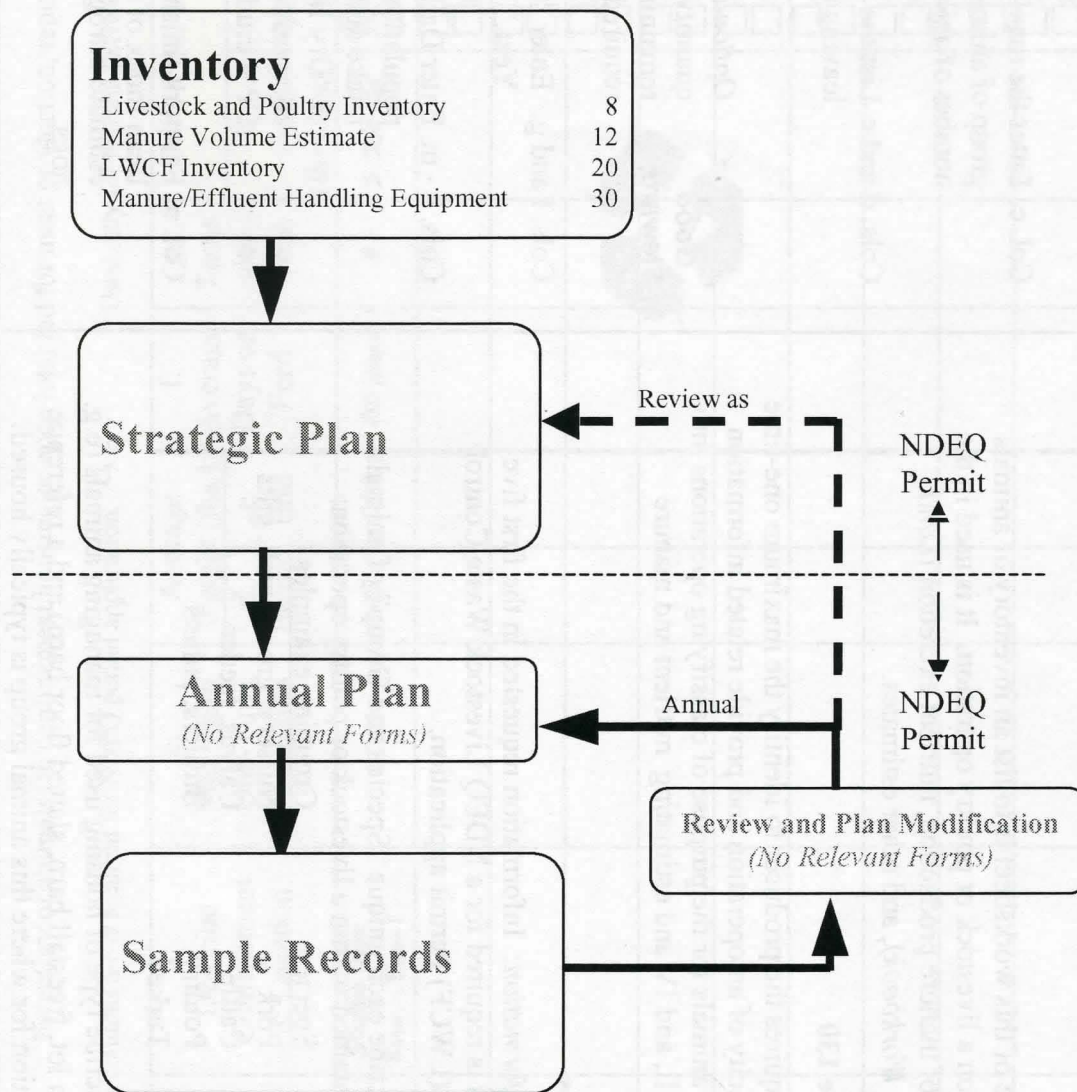 Inventory
Livestock and Poultry Inventory 8
Manure Volume Estimate 12
LWCF Inventory 20
Manure/Effluent Handling Equipment 30
Strategic Plan
Review as
NDEQ
Permit
Annual Plan
(No Relevant Forms)
Annual
NDEQ
Permit
Review and Plan Modification
(No Relevant Forms)
Sample Records